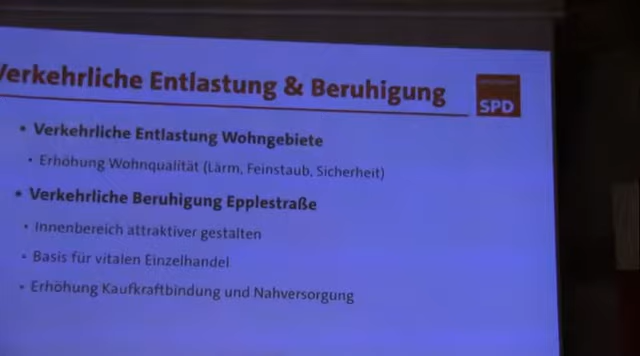 Verkehrliche Entlastung & Beruhigung
SPD
• Verkehrliche Entlastung Wohngebiete
• Erhöhung Wohnqualität (Lärm, Feinstaub, Sicherheit)
• Verkehrliche Beruhigung Epplestraße
• Innenbereich attraktiver gestalten
• Basis für vitalen Einzelhandel
• Erhöhung Kaufkraftbindung und Nahversorgung